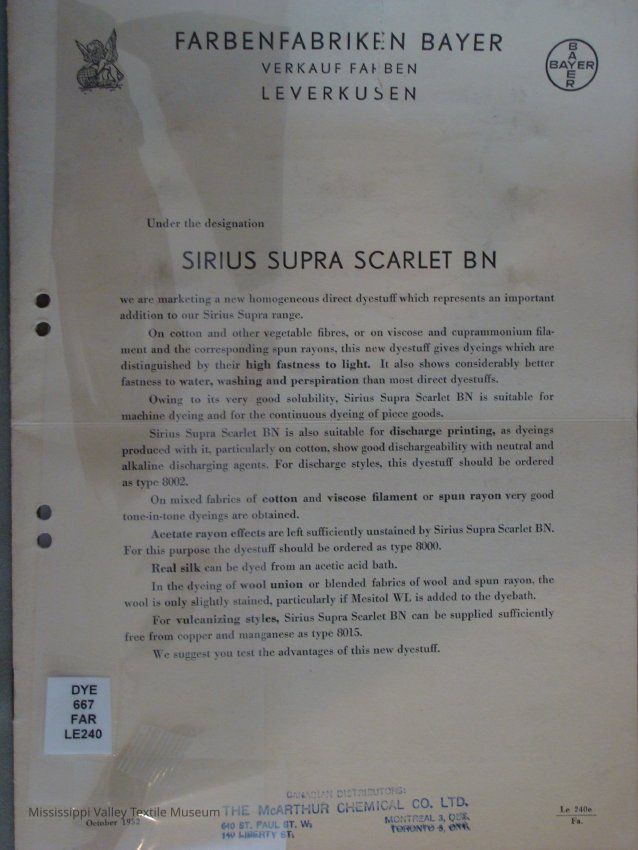 FARBENFABRIKEN BAYER
VERKAUF FARBEN
LEVERKUSEN
BAYER
BAYER
Under the designation
SIRIUS SUPRA SCARLET BN
we are marketing a new homogeneous direct dyestuff which represents an important
addition to our Sirius Supra range.
On cotton and other vegetable fibres, or on viscose and cuprammonium fila-
ment and the corresponding spun rayons, this new dyestuff gives dyeings which are
distinguished by their high fastness to light. It also shows considerably better
fastness to water, washing and perspiration than most direct dyestuffs.
Owing to its very good solubility, Sirius Supra Scarlet BN is suitable for
machine dyeing and for the continuous dyeing of piece goods.
Sirius Supra Scarlet BN is also suitable for discharge printing, as dyeings
produced with it, particularly on cotton, show good dischargeability with neutral and
alkaline discharging agents. For discharge styles, this dyestuff should be ordered
as type 8002.
On mixed fabrics of cotton and viscose filament or spun rayon very good
tone-in-tone dyeings are obtained.
Acetate rayon effects are left sufficiently unstained by Sirius Supra Scarlet BN.
For this purpose the dyestuff should be ordered as type 8000.
Real silk can be dyed from an acetic acid bath.
In the dyeing of wool union or blended fabrics of wool and spun rayon, the
wool is only slightly stained, particularly if Mesitol WL is added to the dyebath.
For vulcanizing styles, Sirius Supra Scarlet BN can be supplied sufficiently
free from copper and manganese as type 8015.
We suggest you test the advantages of this new dyestuff.
DYE
667
FAR
LE240
CANADIAN DISTRIBUTORS:
Mississippi Valley Textile Museum
THE McARTHUR CHEMICAL CO. LTD.
October 1952
640 ST. PAUL ST. W.
MONTREAL 3, QUE.
140 LIBERTY ST.
TORONTO 3, ONT.
Le 240e
Fa.